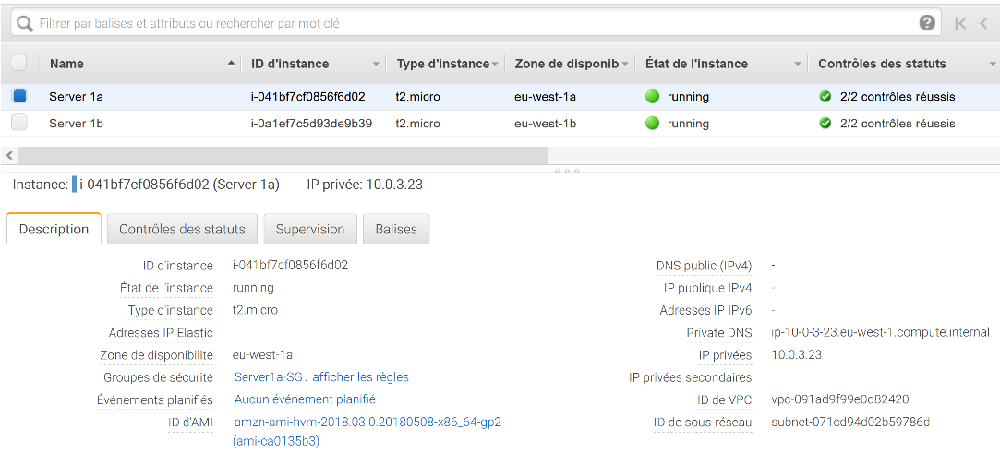 Filtrer par balises et attributs ou rechercher par mot clé
Name ID d'instance Type d'instance Zone de disponib État de l'instance Contrôles des statuts
Server 1a i-041bf7cf0856f6d02 t2.micro eu-west-1a running 2/2 contrôles réussis
Server 1b i-0a1ef7c5d93de9b39 t2.micro eu-west-1b running 2/2 contrôles réussis
Instance: i-041bf7cf0856f6d02 (Server 1a) IP privée: 10.0.3.23
Description Contrôles des statuts Supervision Balises
ID d'instance i-041bf7cf0856f6d02 DNS public (IPv4) -
État de l'instance running IP publique IPv4 -
Type d'instance t2.micro Adresses IP IPv6 -
Adresses IP Elastic Private DNS ip-10-0-3-23.eu-west-1.compute.internal
Zone de disponibilité eu-west-1a IP privées 10.0.3.23
Groupes de sécurité Server1a-SG . afficher les règles IP privées secondaires
Événements planifiés Aucun événement planifié ID de VPC vpc-091ad9f99e0d82420
ID d'AMI amzn-ami-hvm-2018.03.0.20180508-x86_64-gp2 ID de sous-réseau subnet-071cd94d02b59786d
(ami-ca0135b3)